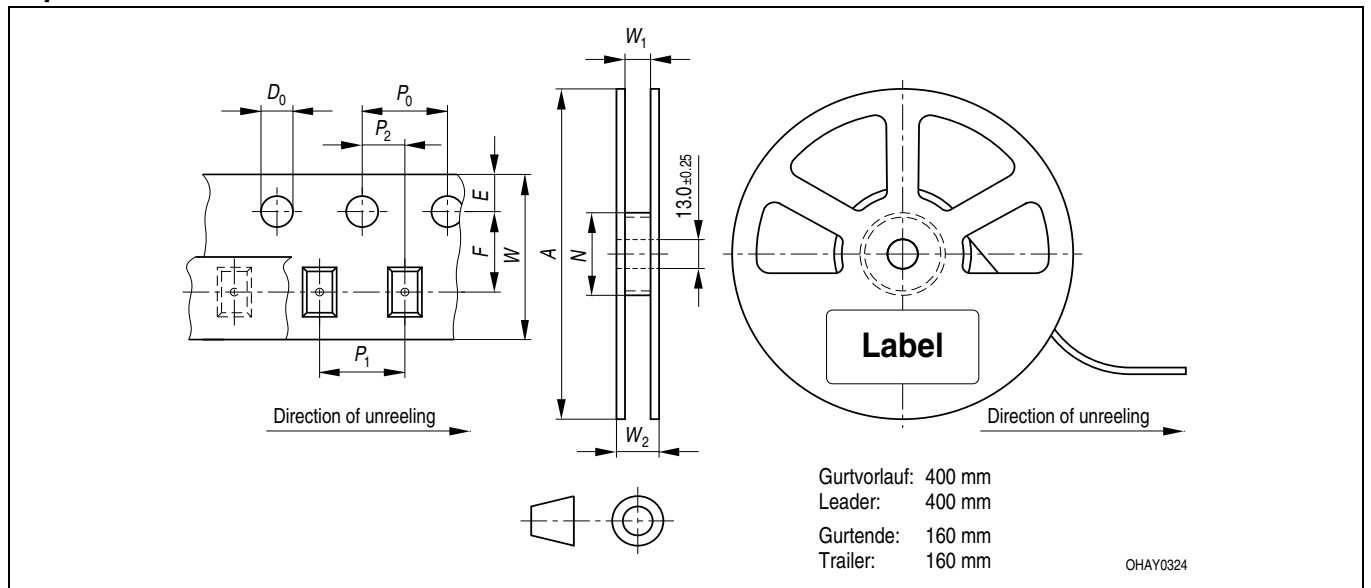 W1
D0
P0
P2
E
F
W
A
N
13.0±0.25
P1
Label
Direction of unreeling
W2
Direction of unreeling
Gurtvorlauf: 400 mm
Leader: 400 mm
Gurtende: 160 mm
Trailer: 160 mm
OHAY0324